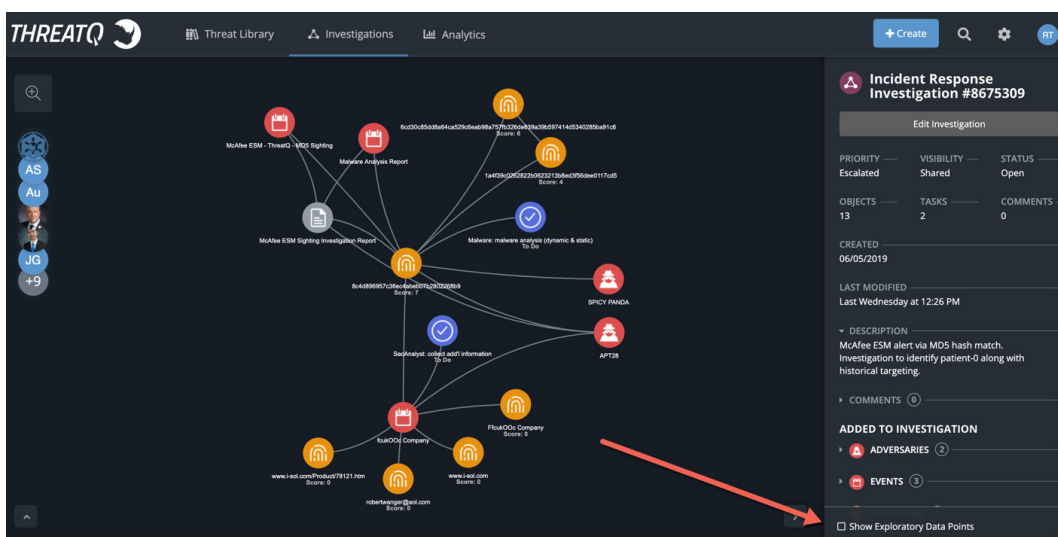 THREATQ
Threat Library
Investigations
Analytics
+ Create
RT
AS
Au
JG
+9
McAfee ESM - ThreatQ - MD5 Sighting
Malware Analysis Report
Score: 6
Score: 4
McAfee ESM Sighting Investigation Report
Malware: malware analysis (dynamic & static)
To Do
Score: 7
SPICY PANDA
SecAnalyst: collect add'l information
To Do
APT28
fcukOOc Company
FfcukOOc Company
Score: 0
www.i-sol.com/Product/78121.htm
Score: 0
www.i-sol.com
Score: 0
robertwanger@aol.com
Score: 0
Incident Response
Investigation #8675309
Edit Investigation
PRIORITY VISIBILITY STATUS
Escalated Shared Open
OBJECTS TASKS COMMENTS
13 2 0
CREATED
06/05/2019
LAST MODIFIED
Last Wednesday at 12:26 PM
DESCRIPTION
McAfee ESM alert via MD5 hash match.
Investigation to identify patient-0 along with
historical targeting.
COMMENTS 0
ADDED TO INVESTIGATION
ADVERSARIES 2
EVENTS 3
Show Exploratory Data Points